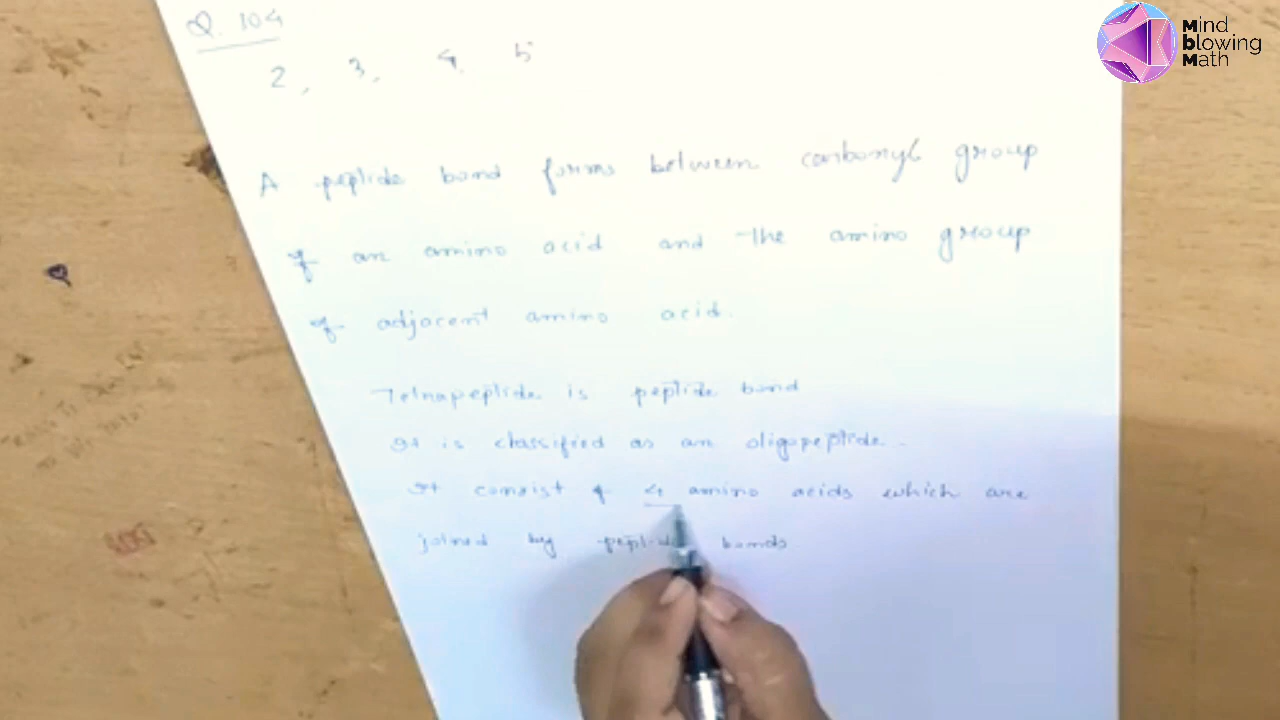 Q. 104
2, 3, 4, 5
A peptide bond forms between carbonyl group
of an amino acid and the amino group
of adjacent amino acid.
Tetrapeptide is peptide bond
It is classified as an oligopeptide.
It consist of 4 amino acids which are
joined by peptide bonds
Mind
blowing
Math